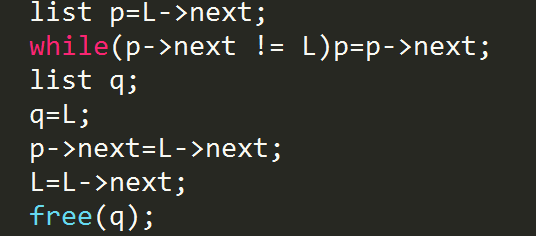 list p=L->next;
while(p->next != L)p=p->next;
list q;
q=L;
p->next=L->next;
L=L->next;
free(q);